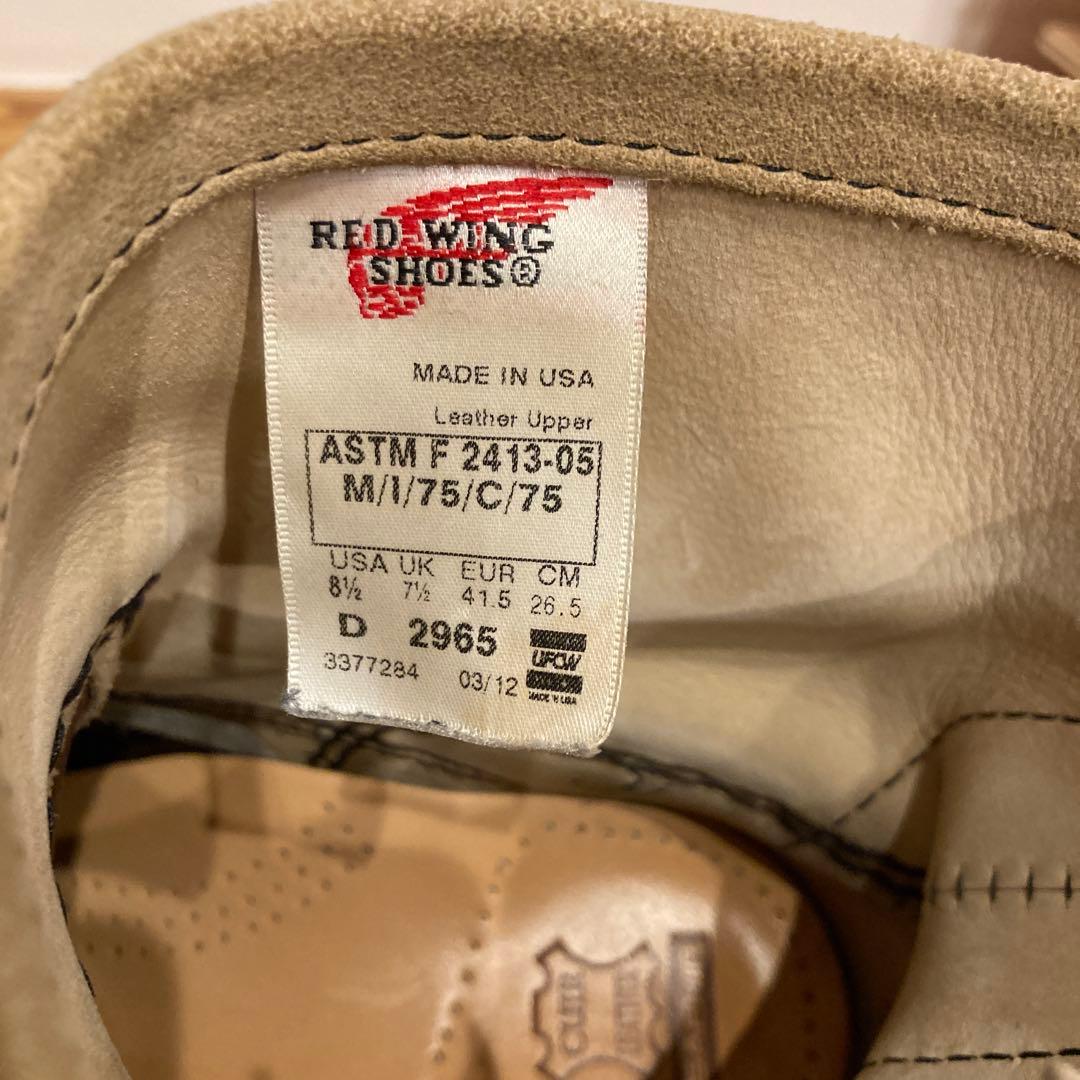 RED WING
SHOES®
MADE IN USA
Leather Upper
ASTM F 2413-05
M/I/75/C/75
USA UK EUR CM
8½ 7½ 41.5 26.5
D 2965
UFCW
3377284 03/12
MADE IN USA